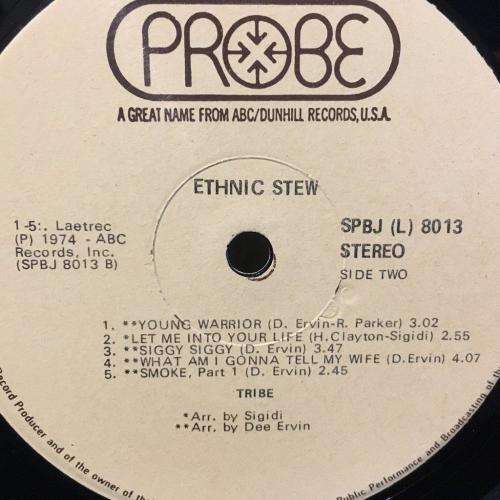 PROBE
A GREAT NAME FROM ABC/DUNHILL RECORDS, U.S.A.
ETHNIC STEW
1-5:. Laetrec
(P) 1974 - ABC
Records, Inc.
(SPBJ 8013 B)
SPBJ (L) 8013
STEREO
SIDE TWO
1. **YOUNG WARRIOR (D. Ervin-R. Parker) 3.02
2. *LET ME INTO YOUR LIFE (H.Clayton-Sigidi) 2.55
3. **SIGGY SIGGY (D. Ervin) 3.47
4. **WHAT AM I GONNA TELL MY WIFE (D.Ervin) 4.07
5. **SMOKE, Part 1 (D. Ervin) 2.45
TRIBE
*Arr. by Sigidi
**Arr. by Dee Ervin
Record Producer and of the owner of the
Public Performance and Broadcasting of